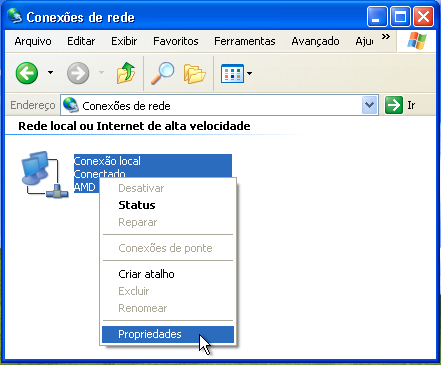 Conexões de rede
Arquivo Editar Exibir Favoritos Ferramentas Avançado Aju »
Endereço Conexões de rede Ir
Rede local ou Internet de alta velocidade
Conexão local
Conectado
AMD
Desativar
Status
Reparar
Conexões de ponte
Criar atalho
Excluir
Renomear
Propriedades